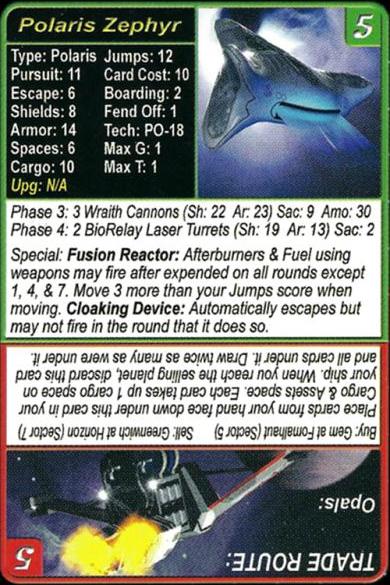 Polaris Zephyr
5
Type: Polaris Jumps: 12
Pursuit: 11 Card Cost: 10
Escape: 6 Boarding: 2
Shields: 8 Fend Off: 1
Armor: 14 Tech: PO-18
Spaces: 6 Max G: 1
Cargo: 10 Max T: 1
Upg: N/A
Phase 3: 3 Wraith Cannons (Sh: 22 Ar: 23) Sac: 9 Amo: 30
Phase 4: 2 BioRelay Laser Turrets (Sh: 19 Ar: 13) Sac: 2
Special: Fusion Reactor: Afterburners & Fuel using
weapons may fire after expended on all rounds except
1, 4, & 7. Move 3 more than your Jumps score when
moving. Cloaking Device: Automatically escapes but
may not fire in the round that it does so.
TRADE ROUTE:
5
Opals:
Buy: Gem at Fomalhaut (Sector 5) Sell: Greenwich at Horizon (Sector 7)
Place cards from your hand face down under this card in your
Cargo & Assets space. Each card takes up 1 cargo space on
your ship. When you reach the selling planet, discard this card
and all cards under it. Draw twice as many as were under it.